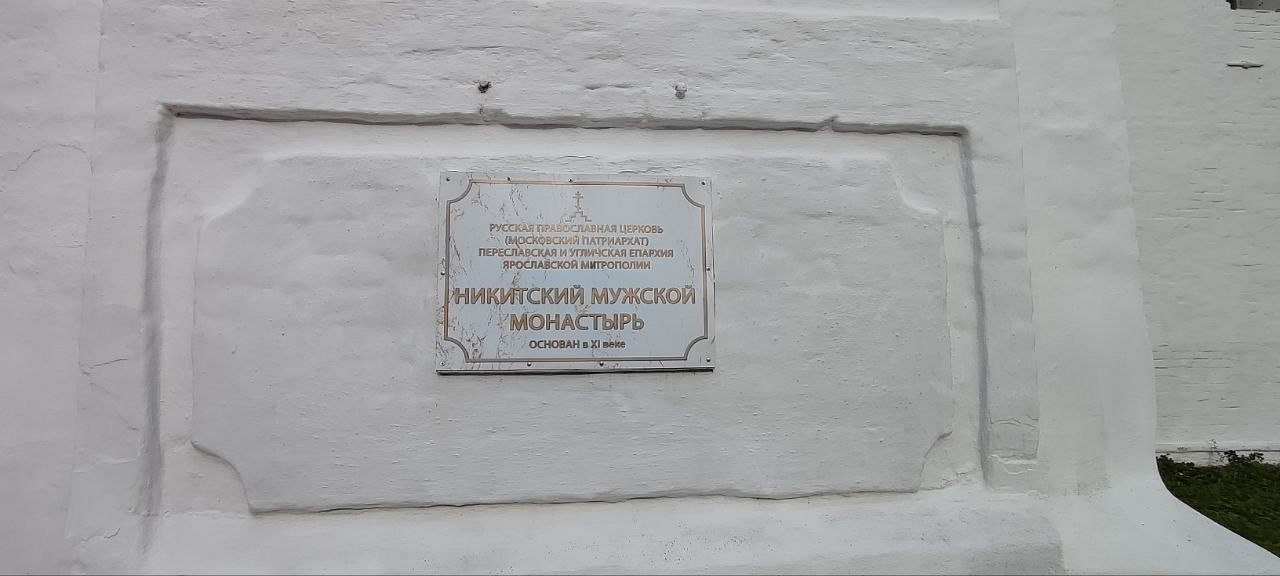 РУССКАЯ ПРАВОСЛАВНАЯ ЦЕРКОВЬ
(МОСКОВСКИЙ ПАТРИАРХАТ)
ПЕРЕСЛАВСКАЯ И УГЛИЧСКАЯ ЕПАРХИЯ
ЯРОСЛАВСКОЙ МИТРОПОЛИИ
НИКИТСКИЙ МУЖСКОЙ
МОНАСТЫРЬ
ОСНОВАН в XI веке